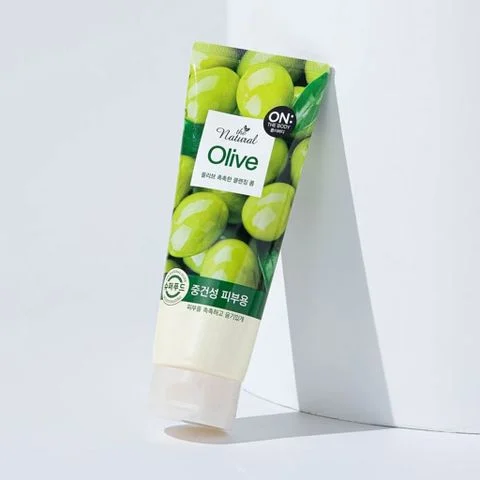 ON:
THE BODY
온더바디
the
Natural
Olive
올리브 촉촉한 클렌징 폼
수퍼푸드
중건성 피부용
피부를 촉촉하고 윤기있게